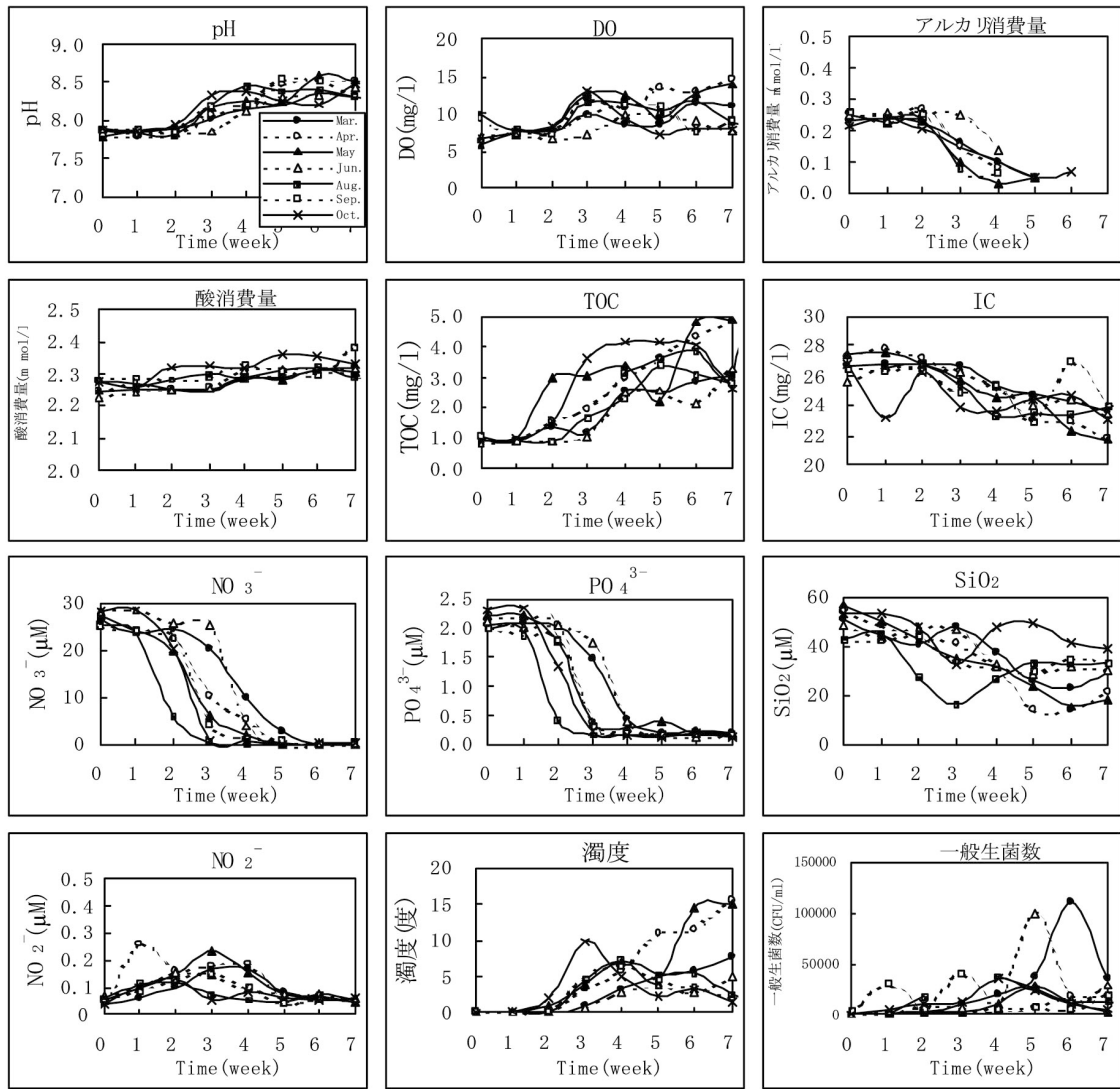 pH
9.0
8.5
8.0
7.5
7.0
pH
Mar.
Apr.
May
Jun.
Aug.
Sep.
Oct.
0 1 2 3 4 5 6 7
Time(week)
DO
20
15
10
5
0
DO(mg/l)
0 1 2 3 4 5 6 7
Time(week)
アルカリ消費量
0.5
0.4
0.3
0.2
0.1
0.0
0 1 2 3 4 5 6 7
Time(week)
酸消費量
2.5
2.4
2.3
2.2
2.1
2.0
酸消費量(mmol/l)
0 1 2 3 4 5 6 7
Time(week)
TOC
5.0
4.0
3.0
2.0
1.0
0.0
TOC(mg/l)
0 1 2 3 4 5 6 7
Time(week)
IC
30
28
26
24
22
20
IC(mg/l)
0 1 2 3 4 5 6 7
Time(week)
NO3⁻
30
20
10
0
NO3⁻(μM)
0 1 2 3 4 5 6 7
Time(week)
PO4³⁻
2.5
2.0
1.5
1.0
0.5
0.0
PO4³⁻(μM)
0 1 2 3 4 5 6 7
Time(week)
SiO2
60
40
20
0
SiO2(μM)
0 1 2 3 4 5 6 7
Time(week)
NO2⁻
0.5
0.4
0.3
0.2
0.1
0.0
NO2⁻(μM)
0 1 2 3 4 5 6 7
Time(week)
濁度
20
15
10
5
0
濁度(度)
0 1 2 3 4 5 6 7
Time(week)
一般生菌数
150000
100000
50000
0
一般生菌数(CFU/ml)
0 1 2 3 4 5 6 7
Time(week)